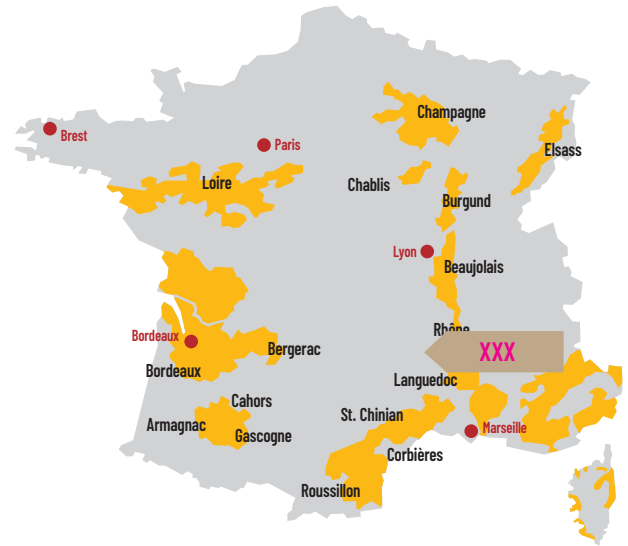 Champagne
Brest
Paris
Elsass
Loire
Chablis
Burgund
Lyon
Beaujolais
Rhône
Bordeaux
XXX
Bergerac
Bordeaux
Languedoc
Cahors
St. Chinian
Armagnac
Marseille
Gascogne
Corbières
Roussillon